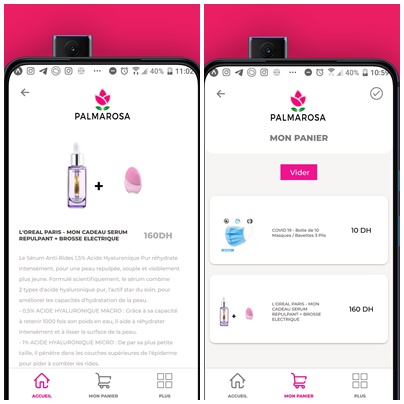 40% 11:02
PALMAROSA
+
L'OREAL PARIS - MON CADEAU SERUM
REPULPANT + BROSSE ELECTRIQUE
160DH
Le Sérum Anti-Rides 1,5% Acide Hyaluronique Pur réhydrate
intensément, pour une peau repulpée, souple et visiblement
plus jeune. Formulé scientifiquement, le sérum combine
2 types d'acide hyaluronique pur, l'actif star du soin, pour
améliorer les capacités d'hydratation de la peau.
- 0,5% ACIDE HYALURONIQUE MACRO : Grâce à sa capacité
à retenir 1000 fois son poids en eau, il aide à réhydrater
intensément et à lisser la surface de la peau.
- 1% ACIDE HYALURONIQUE MICRO : De par sa plus petite
taille, il pénètre dans les couches supérieures de l'épiderme
pour aider à combler les rides.
ACCUEIL MON PANIER PLUS
40% 10:59
PALMAROSA
MON PANIER
Vider
COVID 19 - Boite de 10
Masques / Bavettes 3 Plis
10 DH
+
L'OREAL PARIS - MON
CADEAU SERUM
REPULPANT + BROSSE
ELECTRIQUE
160 DH
ACCUEIL MON PANIER PLUS